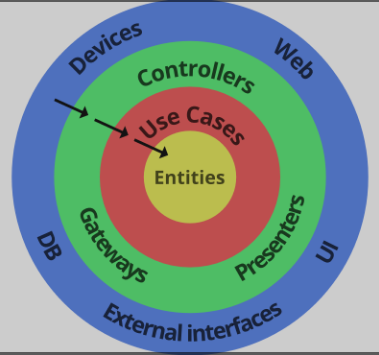 Devices
Web
Controllers
Use Cases
Entities
Gateways
Presenters
DB
UI
External interfaces